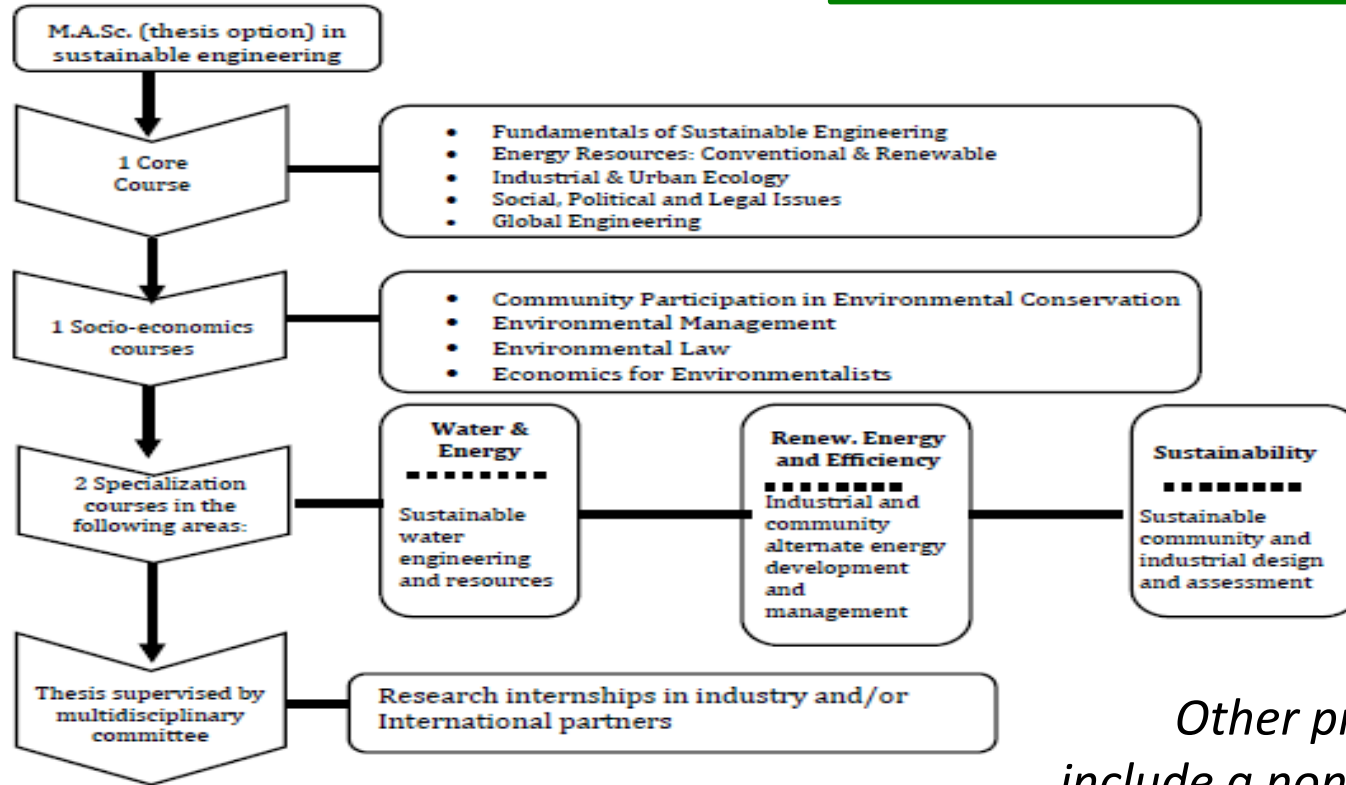 M.A.Sc. (thesis option) in
sustainable engineering
1 Core
Course
• Fundamentals of Sustainable Engineering
• Energy Resources: Conventional & Renewable
• Industrial & Urban Ecology
• Social, Political and Legal Issues
• Global Engineering
1 Socio-economics
courses
• Community Participation in Environmental Conservation
• Environmental Management
• Environmental Law
• Economics for Environmentalists
2 Specialization
courses in the
following areas:
Water &
Energy
Sustainable
water
engineering
and resources
Renew. Energy
and Efficiency
Industrial and
community
alternate energy
development
and
management
Sustainability
Sustainable
community and
industrial design
and assessment
Thesis supervised by
multidisciplinary
committee
Research internships in industry and/or
International partners
Other pr
include a non